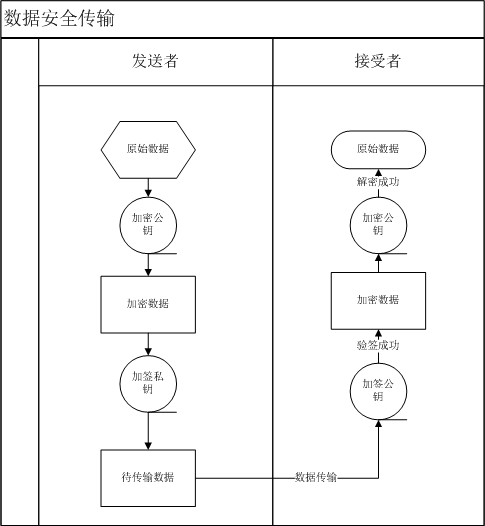 数据安全传输
发送者
接受者
原始数据
加密公
钥
加密数据
加签私
钥
待传输数据
数据传输
加签公
钥
验签成功
加密数据
加密公
钥
解密成功
原始数据